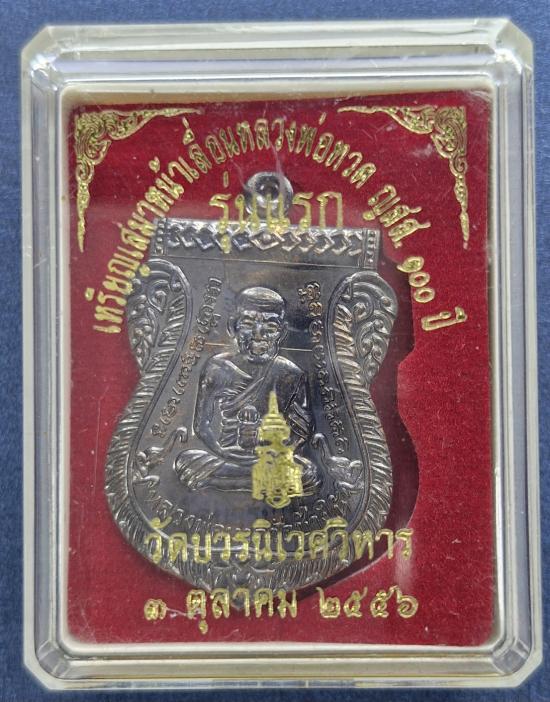 เหรียญเสมาหน้าเลื่อนหลวงพ่อทวด ญสส. ๑๐๐ ปี
รุ่นแรก
วัดบวรนิเวศวิหาร
๓ ตุลาคม ๒๕๕๖